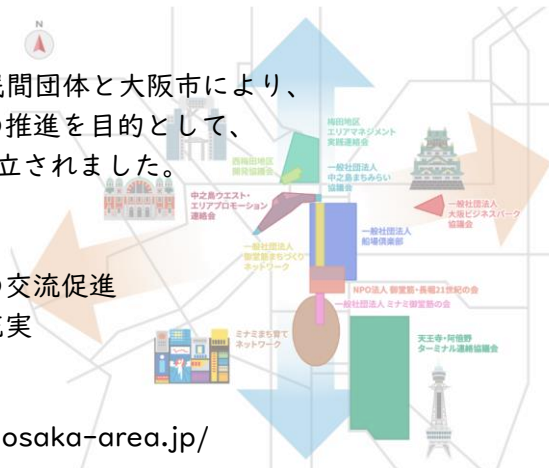 N
民間団体と大阪市により、
の推進を目的として、
立されました。
の交流促進
充実
osaka-area.jp/
梅田地区
エリアマネジメント
実践連絡会
西梅田地区
開発協議会
一般社団法人
中之島まちみらい
協議会
中之島ウエスト・
エリアプロモーション
連絡会
一般社団法人
大阪ビジネスパーク
協議会
一般社団法人
船場倶楽部
一般社団法人
御堂筋まちづくり
ネットワーク
NPO法人 御堂筋・長堀21世紀の会
一般社団法人 ミナミ御堂筋の会
ミナミまち育て
ネットワーク
天王寺・阿倍野
ターミナル連絡協議会